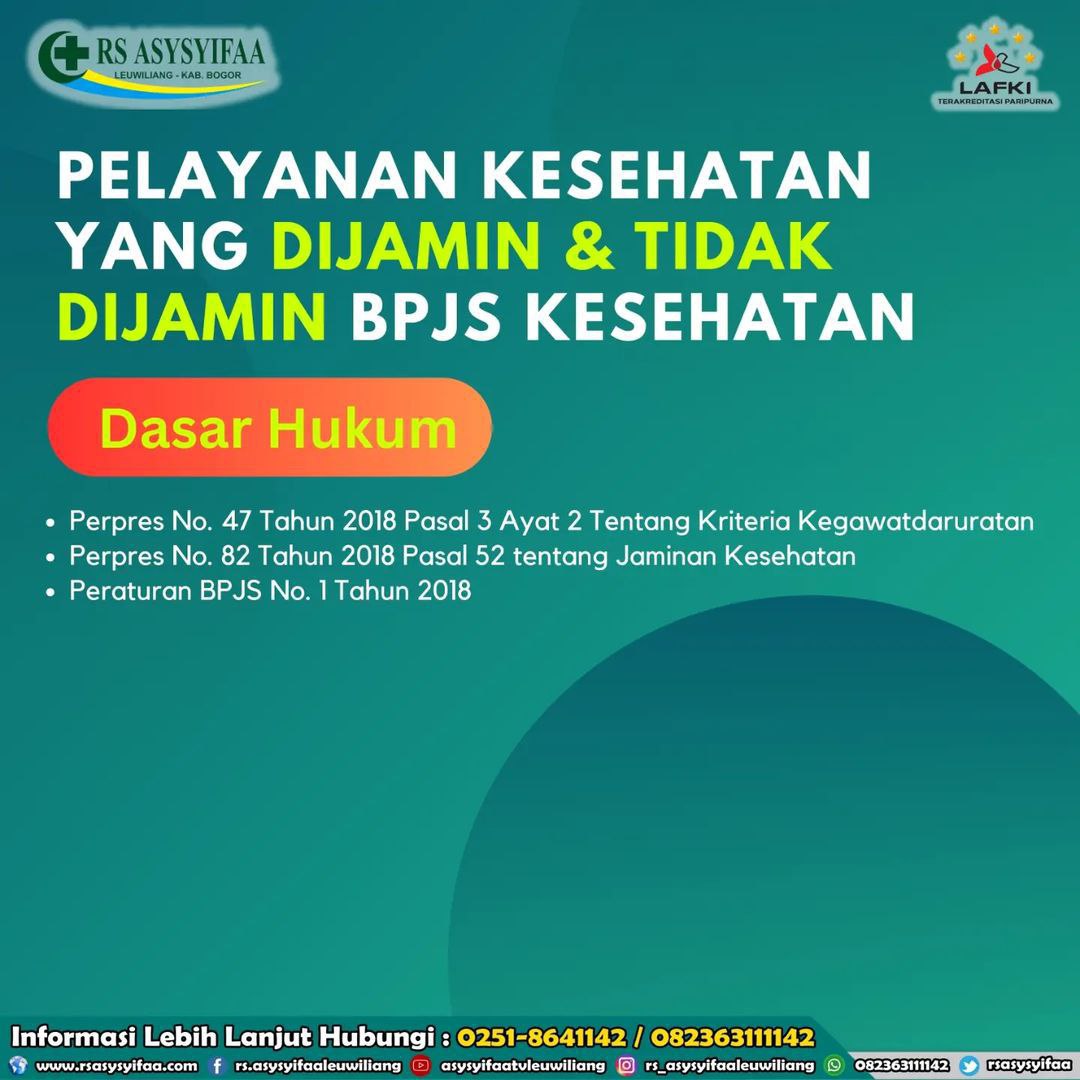 RS ASYSYIFAA
LEUWILIANG - KAB. BOGOR
LAFKI
TERAKREDITASI PARIPURNA
PELAYANAN KESEHATAN
YANG DIJAMIN & TIDAK
DIJAMIN BPJS KESEHATAN
Dasar Hukum
• Perpres No. 47 Tahun 2018 Pasal 3 Ayat 2 Tentang Kriteria Kegawatdaruratan
• Perpres No. 82 Tahun 2018 Pasal 52 tentang Jaminan Kesehatan
• Peraturan BPJS No. 1 Tahun 2018
Informasi Lebih Lanjut Hubungi : 0251-8641142 / 082363111142
www.rsasysyifaa.com rs.asysyifaaleuwiliang asysyifaatvleuwiliang rs_asysyifaaleuwiliang 082363111142 rsasysyifaa